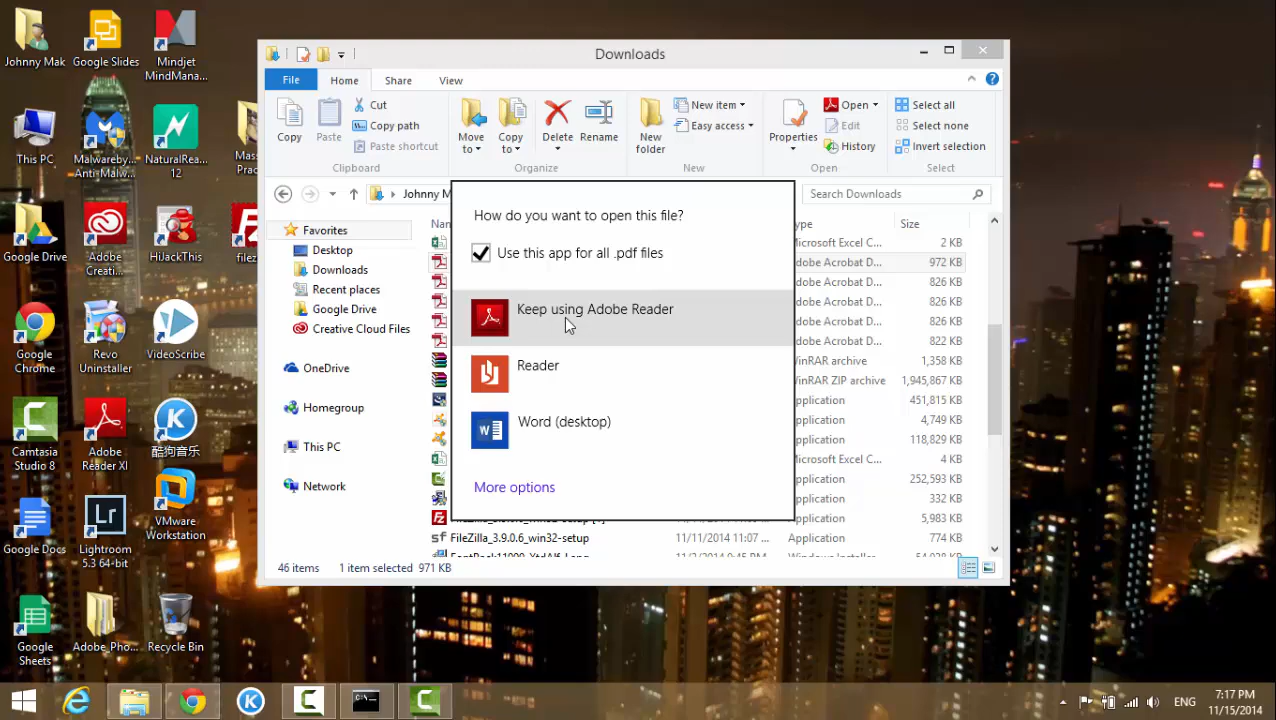 Johnny Mak
Google Slides
Mindjet
MindMana...
This PC
Malwareby...
Anti-Malw...
NaturalRea...
12
Mass
Prac
Google Drive
Adobe
Creati...
HiJackThis
filez
Google
Chrome
Revo
Uninstaller
VideoScribe
Camtasia
Studio 8
Adobe
Reader XI
酷狗音乐
Google Docs
Lightroom
5.3 64-bit
VMware
Workstation
Google
Sheets
Adobe_Pho...
Recycle Bin
Downloads
File Home Share View
Copy
Paste
Cut
Copy path
Paste shortcut
Clipboard
Move
to
Copy
to
Delete
Rename
Organize
New
folder
New item
Easy access
New
Properties
Open
Edit
History
Open
Select all
Select none
Invert selection
Select
Johnny M
Search Downloads
Favorites
Desktop
Downloads
Recent places
Google Drive
Creative Cloud Files
OneDrive
Homegroup
This PC
Network
Nam
How do you want to open this file?
Use this app for all .pdf files
Keep using Adobe Reader
Reader
Word (desktop)
More options
ype Size
Microsoft Excel C... 2 KB
Adobe Acrobat D... 972 KB
Adobe Acrobat D... 826 KB
Adobe Acrobat D... 826 KB
Adobe Acrobat D... 826 KB
Adobe Acrobat D... 822 KB
WinRAR archive 1,358 KB
WinRAR ZIP archive 1,945,867 KB
Application 451,815 KB
Application 4,749 KB
Application 118,829 KB
Microsoft Excel C... 4 KB
Application 252,593 KB
Application 332 KB
Application 5,983 KB
FileZilla_3.9.0.6_win32-setup 11/11/2014 11:07 ... Application 774 KB
46 items 1 item selected 971 KB
ENG
7:17 PM
11/15/2014